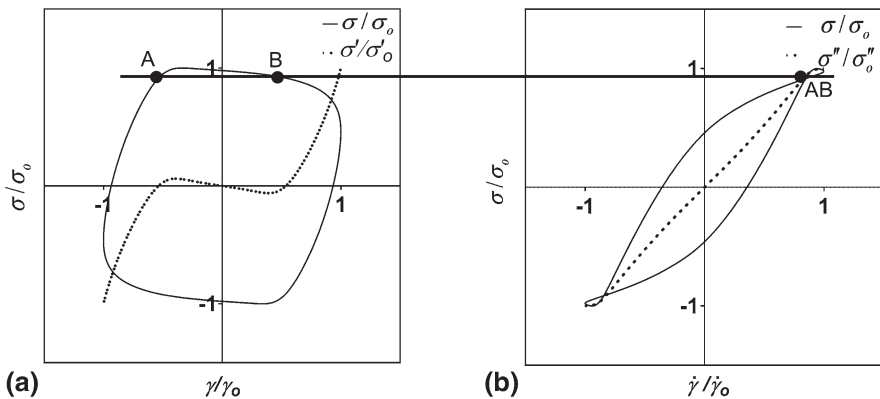 — σ/σₒ
·· σ'/σ'ₒ
A
B
1
σ/σₒ
-1
1
-1
(a)
γ/γₒ
— σ/σₒ
·· σ″/σ″ₒ
1
AB
σ/σₒ
-1
1
-1
(b)
γ̇/γ̇ₒ